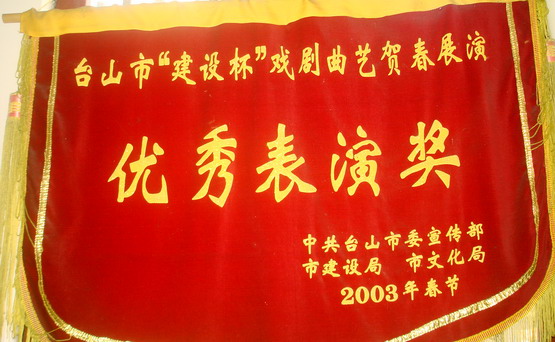 台山市“建设杯”戏剧曲艺贺春展演
优秀表演奖
中共台山市委宣传部
市建设局 市文化局
2003年春节